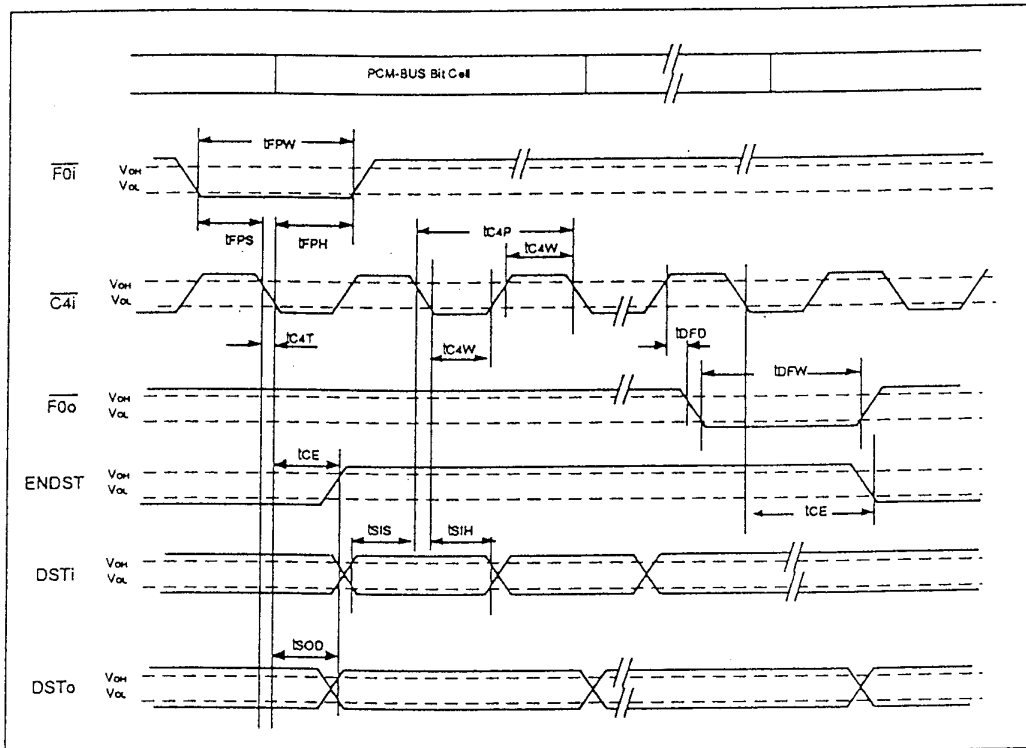 PCM-BUS Bit Cell
tFPW
F0i
VOH
VOL
tFPS
tFPH
tC4P
tC4W
C4i
VOH
VOL
tC4T
tC4W
tDFD
tDFW
F0o
VOH
VOL
tCE
ENDST
VOH
VOL
tCE
tSIS
tSIH
DSTi
VOH
VOL
tSOD
DSTo
VOH
VOL